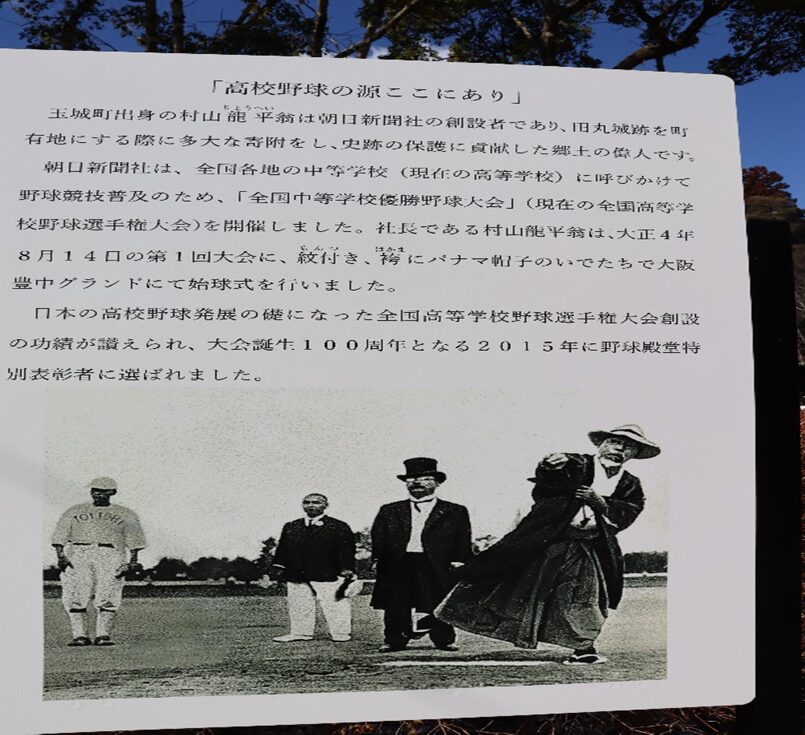 「高校野球の源ここにあり」
りょうへい
玉城町出身の村山龍平翁は朝日新聞社の創設者であり、田丸城跡を町
有地にする際に多大な寄附をし、史跡の保護に貢献した郷土の偉人です。
朝日新聞社は、全国各地の中等学校（現在の高等学校）に呼びかけて
野球競技普及のため、「全国中等学校優勝野球大会」（現在の全国高等学
校野球選手権大会）を開催しました。社長である村山龍平翁は、大正４年
もんつ はかま
８月１４日の第１回大会に、紋付き、袴にパナマ帽子のいでたちで大阪
豊中グランドにて始球式を行いました。
日本の高校野球発展の礎になった全国高等学校野球選手権大会創設
の功績が讃えられ、大会誕生１００周年となる２０１５年に野球殿堂特
別表彰者に選ばれました。
TOTTORI